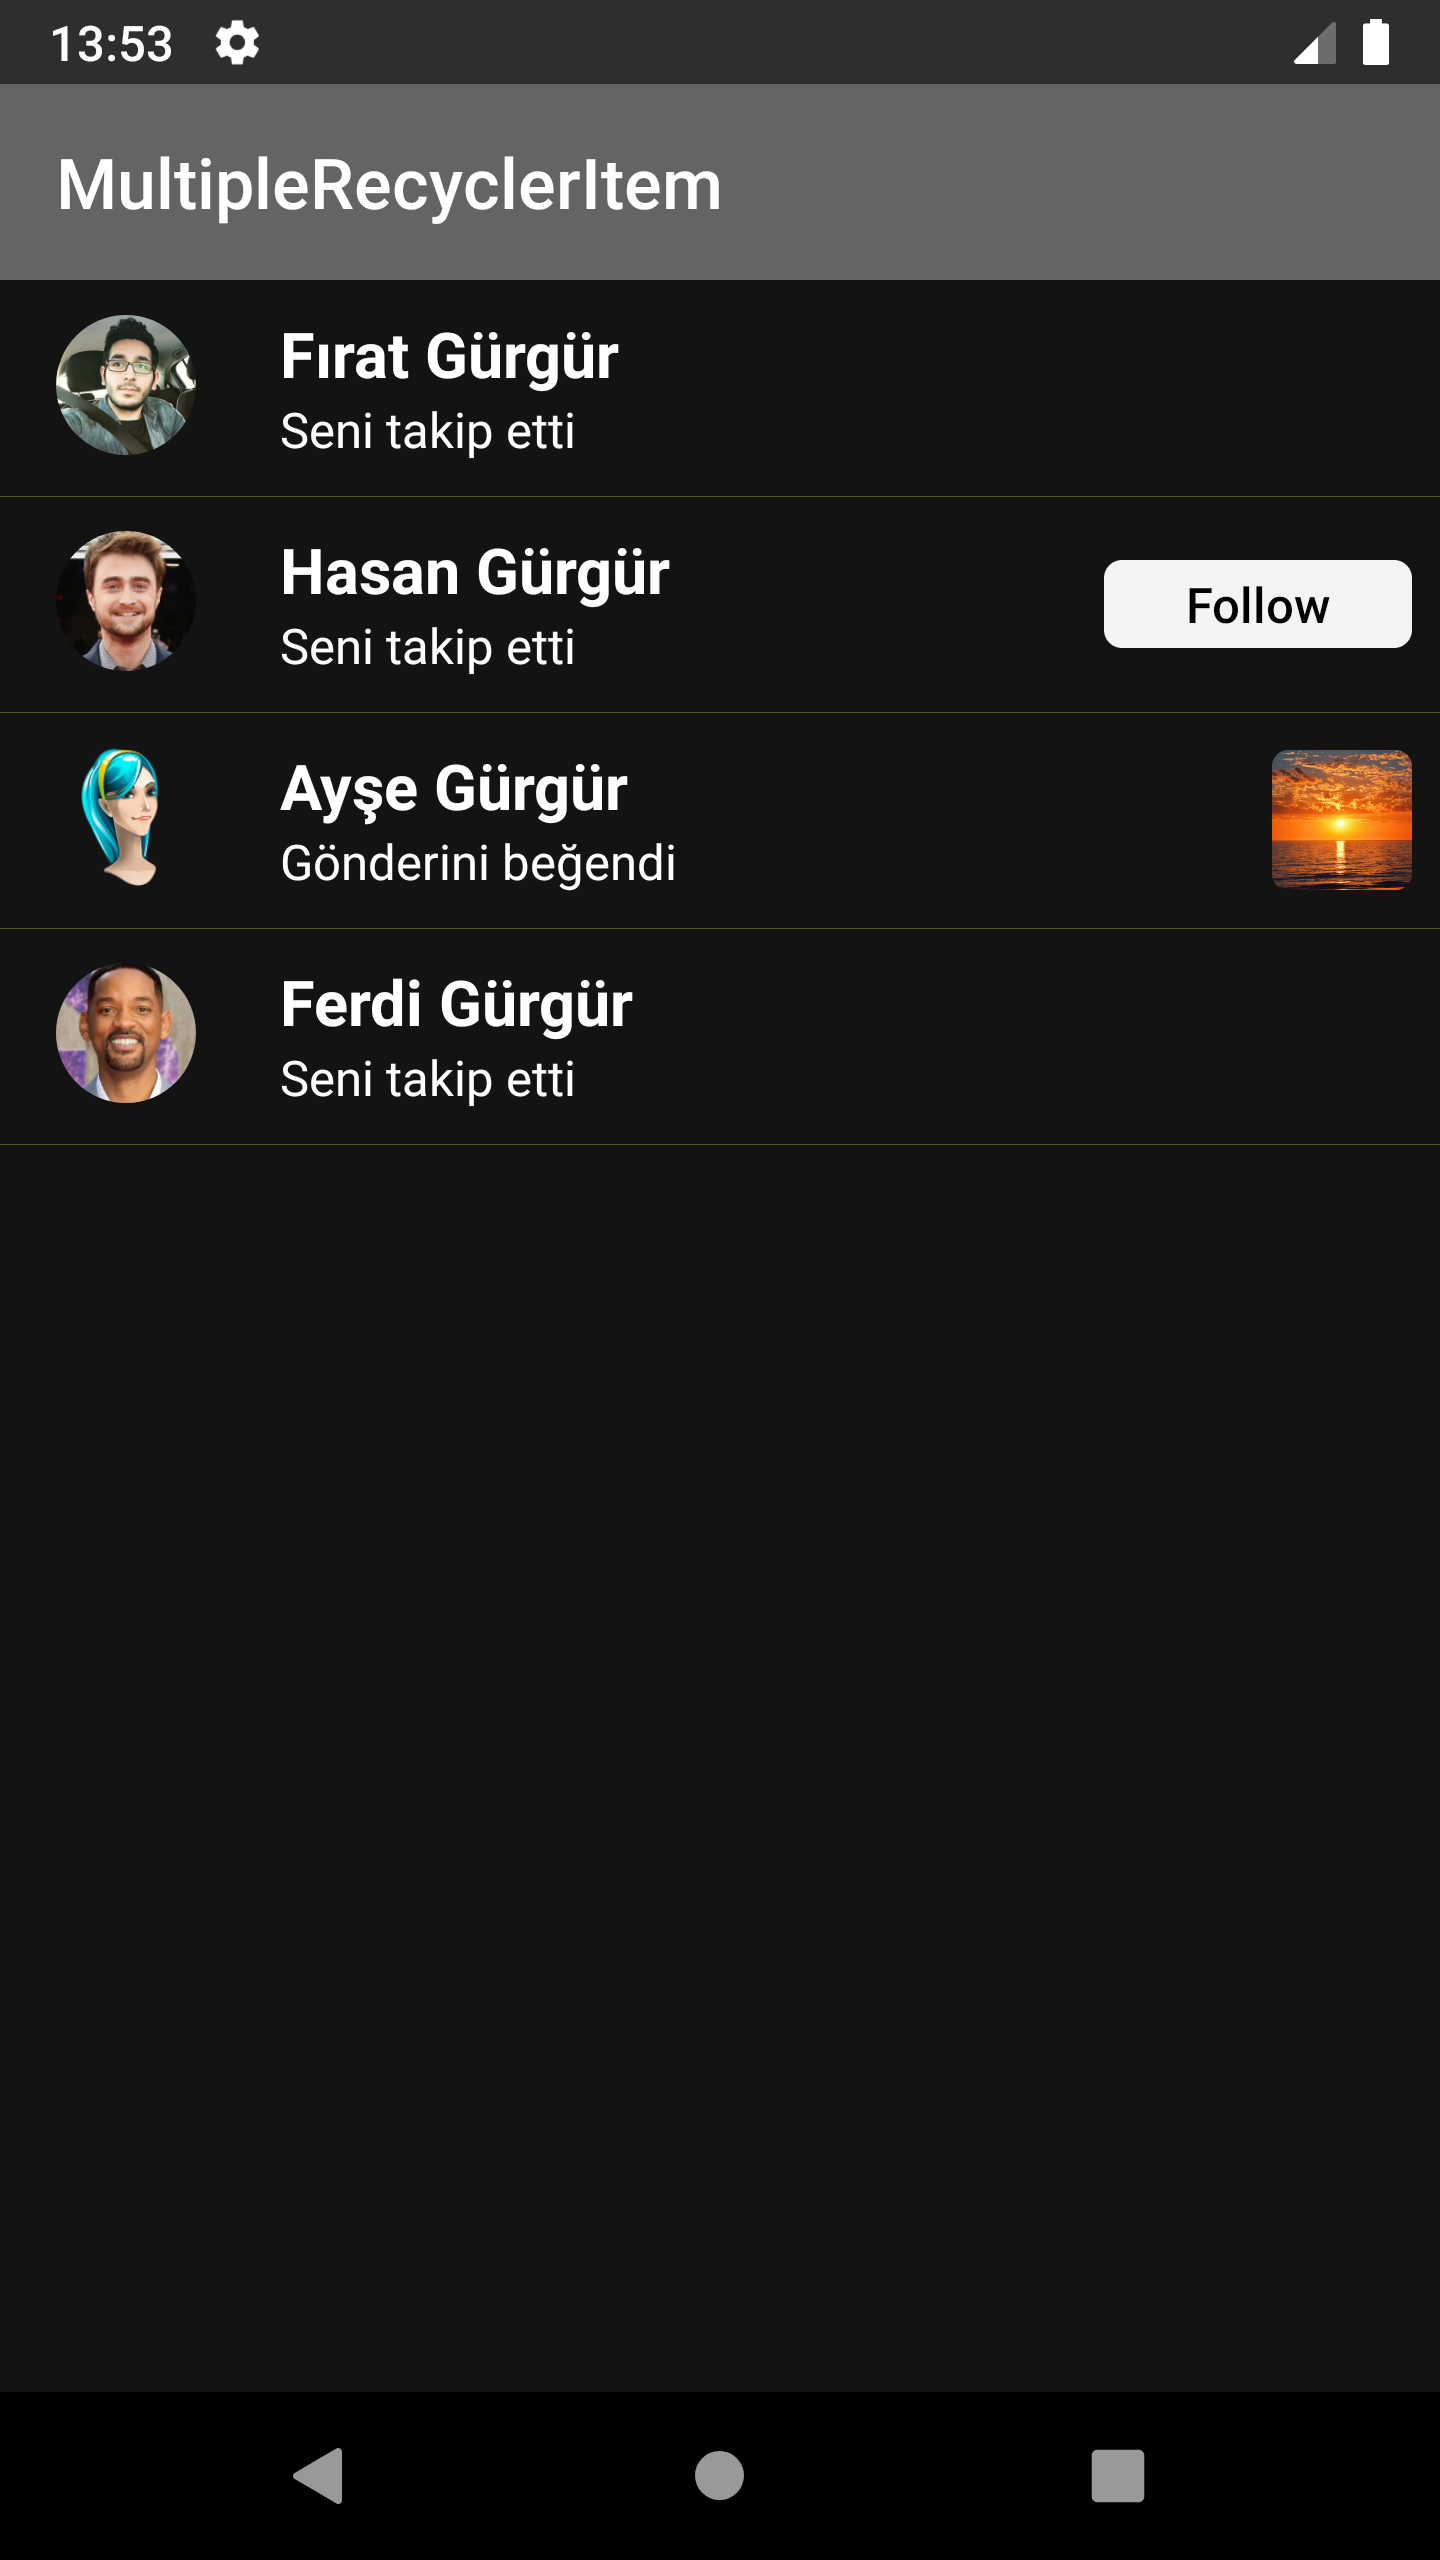 13:53
MultipleRecyclerItem
Fırat Gürgür
Seni takip etti
Hasan Gürgür
Seni takip etti
Follow
Ayşe Gürgür
Gönderini beğendi
Ferdi Gürgür
Seni takip etti